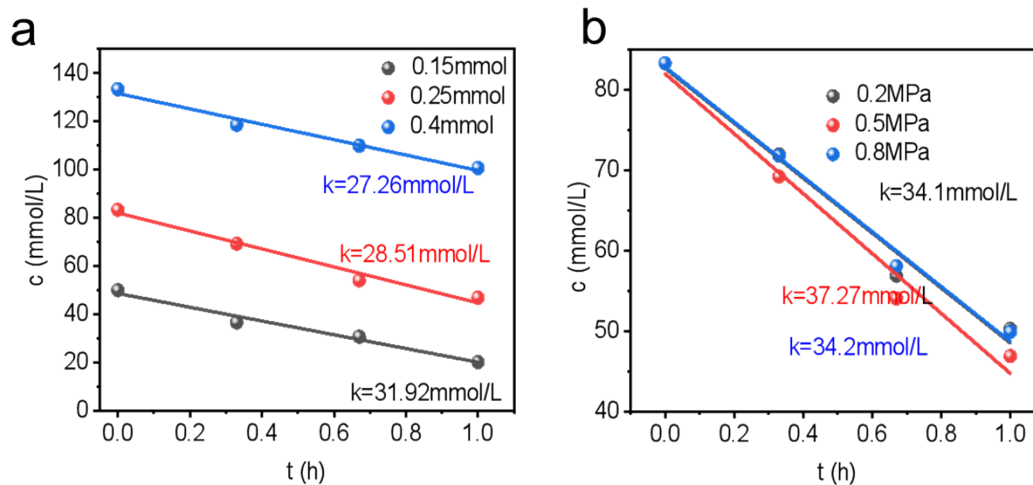 a
140
120
100
80
60
40
20
0
c (mmol/L)
0.15mmol
0.25mmol
0.4mmol
k=27.26mmol/L
k=28.51mmol/L
k=31.92mmol/L
0.0 0.2 0.4 0.6 0.8 1.0
t (h)
b
80
70
60
50
40
c (mmol/L)
0.2MPa
0.5MPa
0.8MPa
k=34.1mmol/L
k=37.27mmol/L
k=34.2mmol/L
0.0 0.2 0.4 0.6 0.8 1.0
t (h)